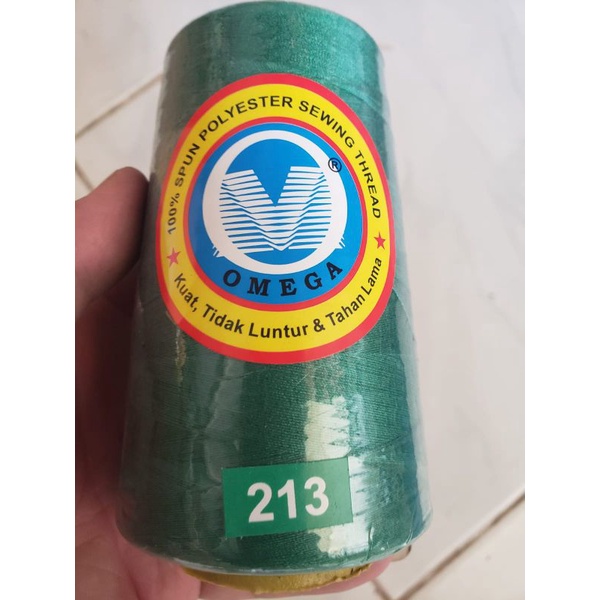 100% SPUN POLYESTER SEWING THREAD
®
OMEGA
Kuat, Tidak Luntur & Tahan Lama
213